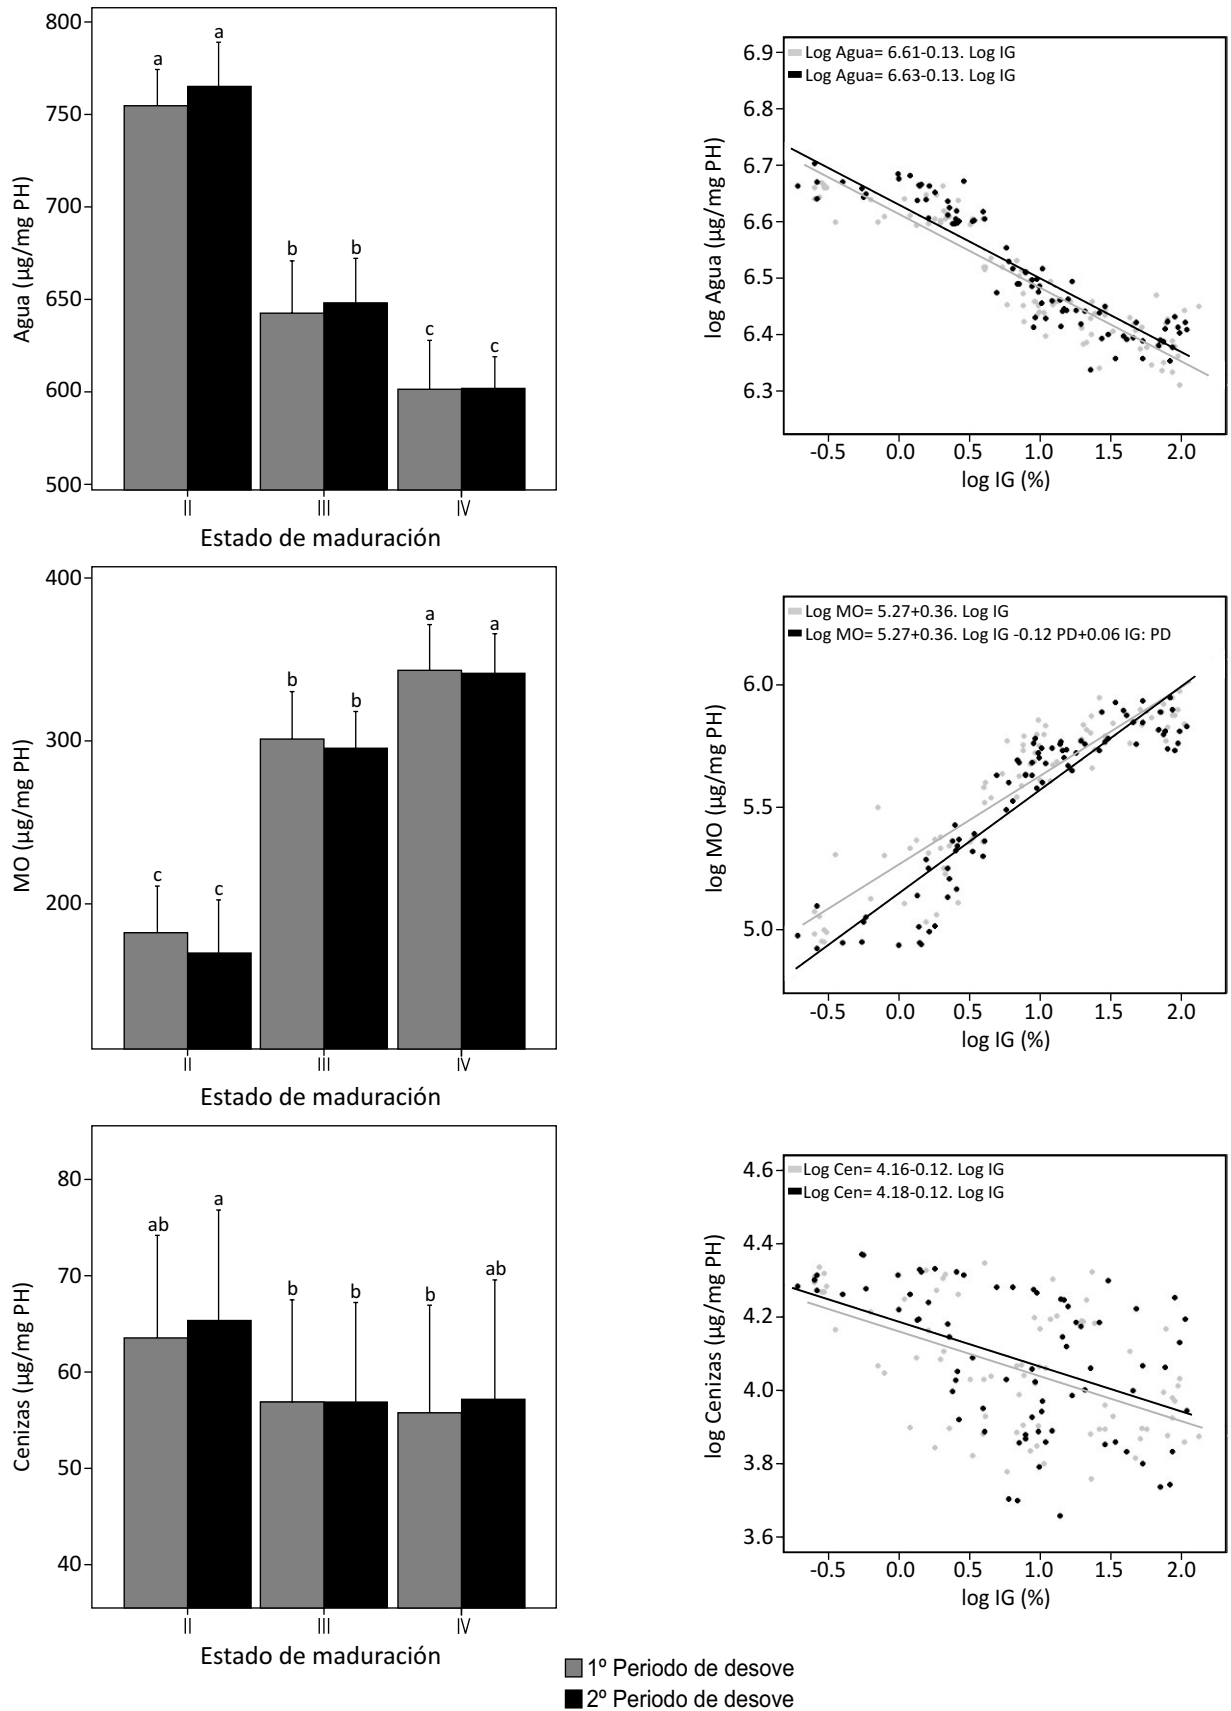 800
750
700
650
600
500
Agua (µg/mg PH)
a
a
b
b
c
c
II
III
IV
Estado de maduración
Log Agua= 6.61-0.13. Log IG
Log Agua= 6.63-0.13. Log IG
6.9
6.8
6.7
6.6
6.5
6.4
6.3
log Agua (µg/mg PH)
-0.5 0.0 0.5 1.0 1.5 2.0
log IG (%)
400
300
200
MO (µg/mg PH)
c
c
b
b
a
a
II
III
IV
Estado de maduración
Log MO= 5.27+0.36. Log IG
Log MO= 5.27+0.36. Log IG -0.12 PD+0.06 IG: PD
6.0
5.5
5.0
log MO (µg/mg PH)
-0.5 0.0 0.5 1.0 1.5 2.0
log IG (%)
80
70
60
50
40
Cenizas (µg/mg PH)
ab
a
b
b
b
ab
II
III
IV
Estado de maduración
Log Cen= 4.16-0.12. Log IG
Log Cen= 4.18-0.12. Log IG
4.6
4.4
4.2
4.0
3.8
3.6
log Cenizas (µg/mg PH)
-0.5 0.0 0.5 1.0 1.5 2.0
log IG (%)
1º Periodo de desove
2º Periodo de desove